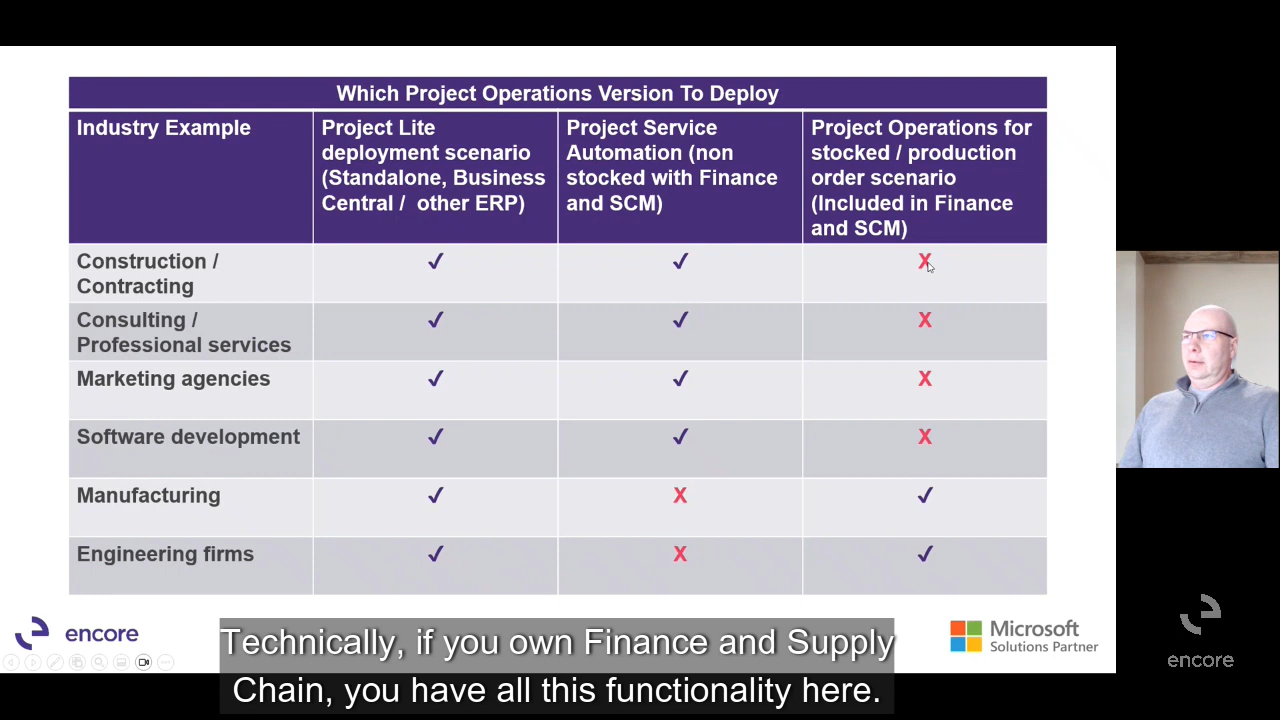 Which Project Operations Version To Deploy
Industry Example
Project Lite
deployment scenario
(Standalone, Business
Central /  other ERP)
Project Service
Automation (non
stocked with Finance
and SCM)
Project Operations for
stocked / production
order scenario
(Included in Finance
and SCM)
Construction /
Contracting
✓ ✓ X
Consulting /
Professional services
✓ ✓ X
Marketing agencies ✓ ✓ X
Software development ✓ ✓ X
Manufacturing ✓ X ✓
Engineering firms ✓ X ✓
encore
Microsoft
Solutions Partner
encore
Technically, if you own Finance and Supply
Chain, you have all this functionality here.